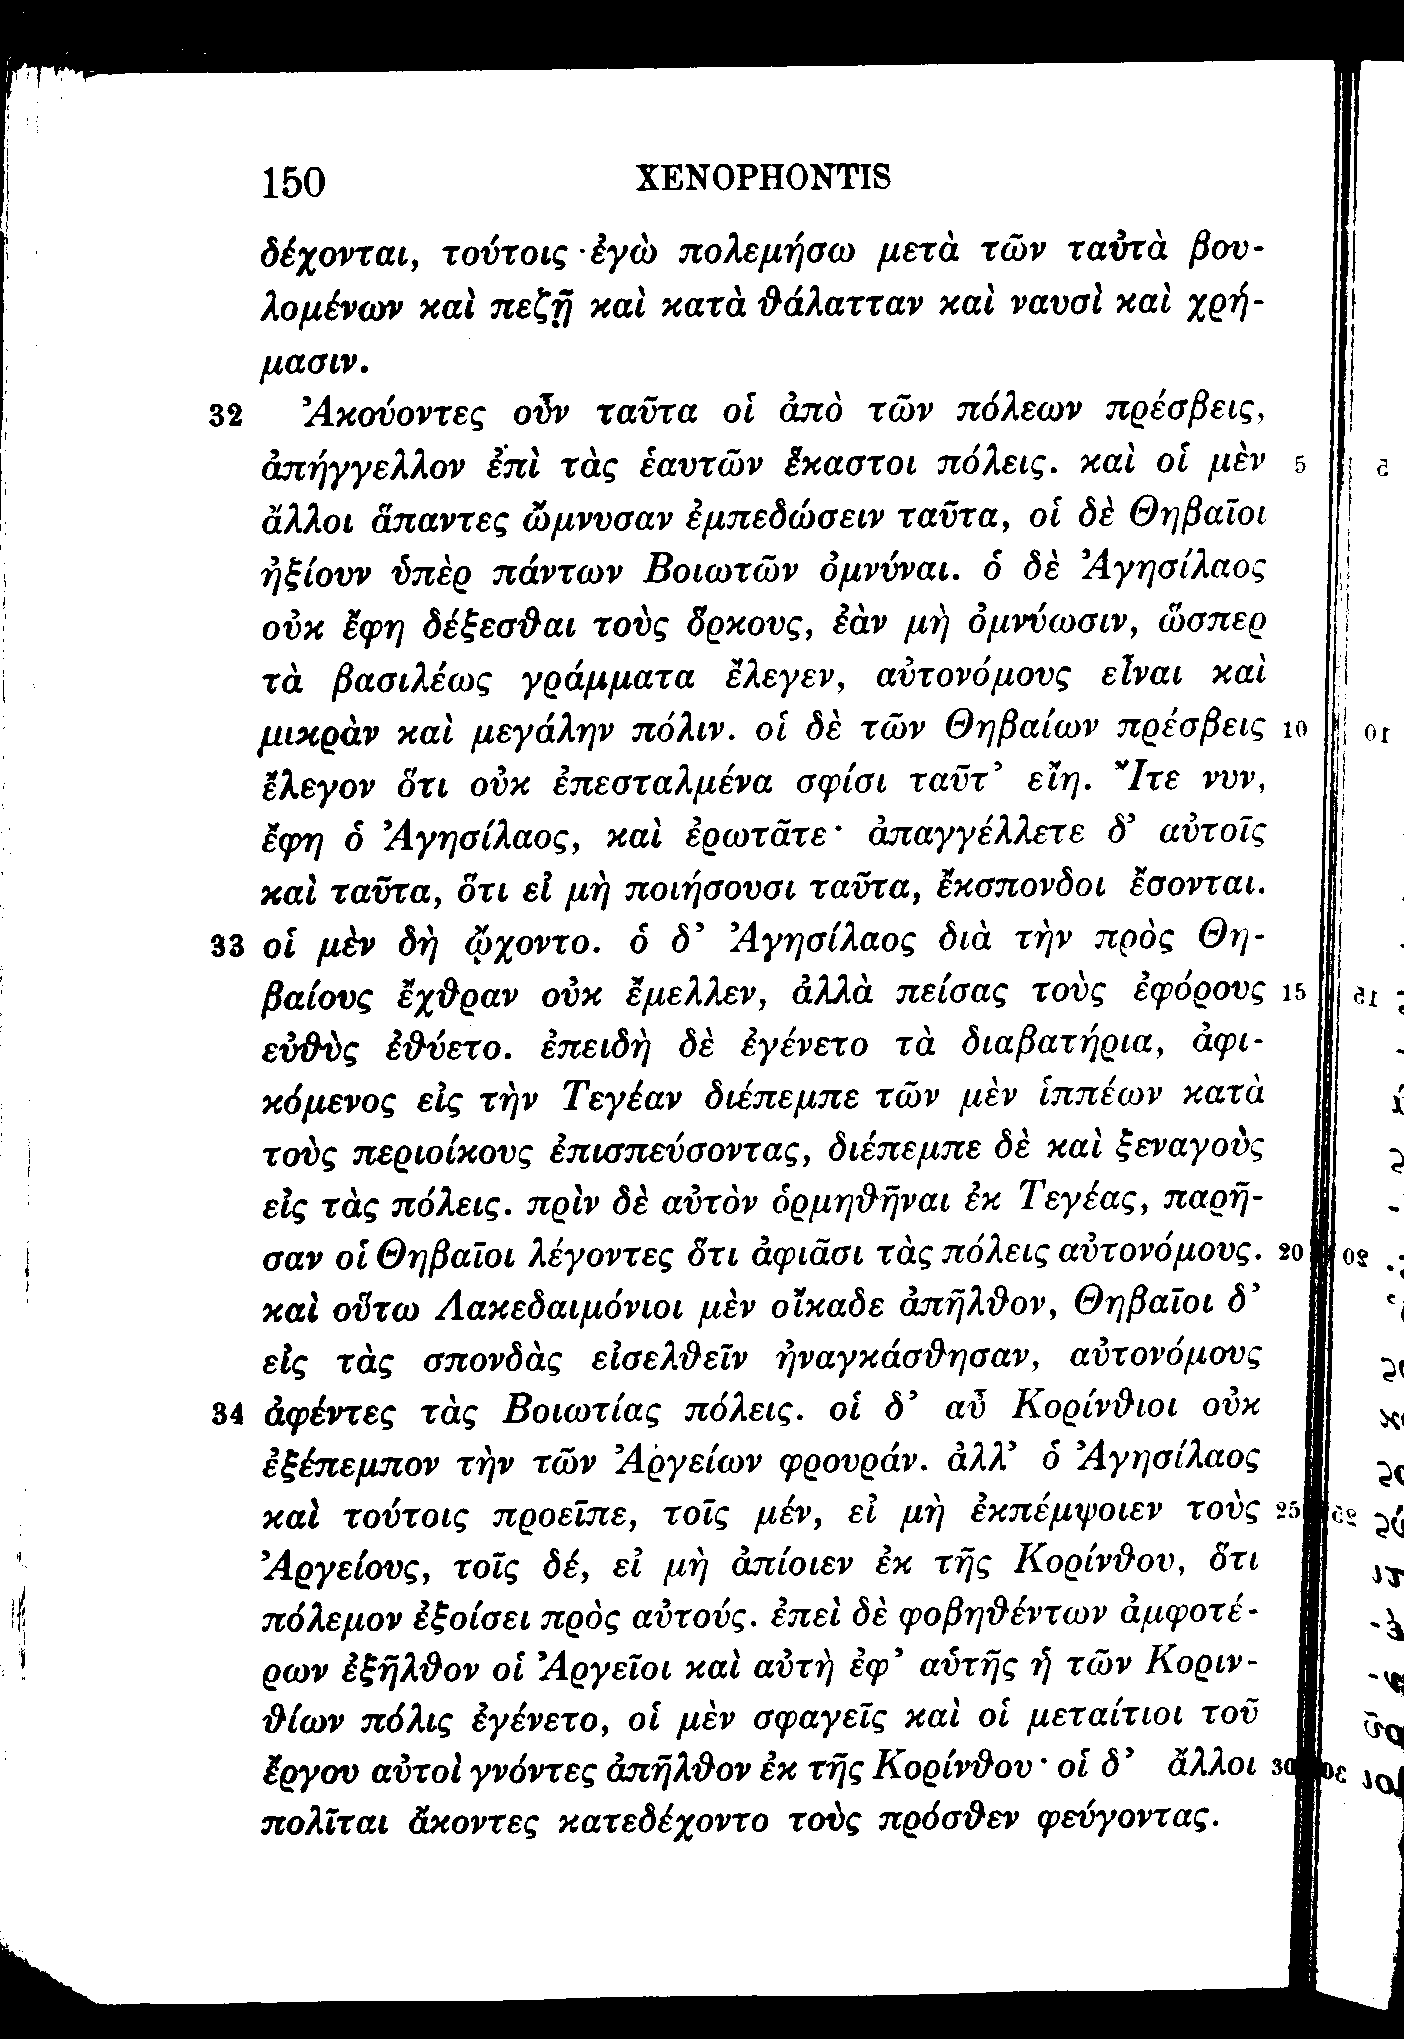 150 XENOPHONTIS
δέχονται, τούτοις ἐγὼ πολεμήσω μετὰ τῶν ταὐτὰ βου-
λομένων καὶ πεζῇ καὶ κατὰ θάλατταν καὶ ναυσὶ καὶ χρή-
μασιν.
32 Ἀκούοντες οὖν ταῦτα οἱ ἀπὸ τῶν πόλεων πρέσβεις,
ἀπήγγελλον ἐπὶ τὰς ἑαυτῶν ἕκαστοι πόλεις. καὶ οἱ μὲν 5
ἄλλοι ἅπαντες ὤμνυσαν ἐμπεδώσειν ταῦτα, οἱ δὲ Θηβαῖοι
ἠξίουν ὑπὲρ πάντων Βοιωτῶν ὀμνύναι. ὁ δὲ Ἀγησίλαος
οὐκ ἔφη δέξεσθαι τοὺς ὅρκους, ἐὰν μὴ ὀμνύωσιν, ὥσπερ
τὰ βασιλέως γράμματα ἔλεγεν, αὐτονόμους εἶναι καὶ
μικρὰν καὶ μεγάλην πόλιν. οἱ δὲ τῶν Θηβαίων πρέσβεις 10
ἔλεγον ὅτι οὐκ ἐπεσταλμένα σφίσι ταῦτ’ εἴη. Ἴτε νυν,
ἔφη ὁ Ἀγησίλαος, καὶ ἐρωτᾶτε· ἀπαγγέλλετε δ’ αὐτοῖς
καὶ ταῦτα, ὅτι εἰ μὴ ποιήσουσι ταῦτα, ἔκσπονδοι ἔσονται.
33 οἱ μὲν δὴ ᾤχοντο. ὁ δ’ Ἀγησίλαος διὰ τὴν πρὸς Θη-
βαίους ἔχθραν οὐκ ἔμελλεν, ἀλλὰ πείσας τοὺς ἐφόρους 15
εὐθὺς ἐθύετο. ἐπειδὴ δὲ ἐγένετο τὰ διαβατήρια, ἀφι-
κόμενος εἰς τὴν Τεγέαν διέπεμπε τῶν μὲν ἱππέων κατὰ
τοὺς περιοίκους ἐπισπεύσοντας, διέπεμπε δὲ καὶ ξεναγοὺς
εἰς τὰς πόλεις. πρὶν δὲ αὐτὸν ὁρμηθῆναι ἐκ Τεγέας, παρῆ-
σαν οἱ Θηβαῖοι λέγοντες ὅτι ἀφιᾶσι τὰς πόλεις αὐτονόμους. 20
καὶ οὕτω Λακεδαιμόνιοι μὲν οἴκαδε ἀπῆλθον, Θηβαῖοι δ’
εἰς τὰς σπονδὰς εἰσελθεῖν ἠναγκάσθησαν, αὐτονόμους
34 ἀφέντες τὰς Βοιωτίας πόλεις. οἱ δ’ αὖ Κορίνθιοι οὐκ
ἐξέπεμπον τὴν τῶν Ἀργείων φρουράν. ἀλλ’ ὁ Ἀγησίλαος
καὶ τούτοις προεῖπε, τοῖς μέν, εἰ μὴ ἐκπέμψοιεν τοὺς 25
Ἀργείους, τοῖς δέ, εἰ μὴ ἀπίοιεν ἐκ τῆς Κορίνθου, ὅτι
πόλεμον ἐξοίσει πρὸς αὐτούς. ἐπεὶ δὲ φοβηθέντων ἀμφοτέ-
ρων ἐξῆλθον οἱ Ἀργεῖοι καὶ αὐτὴ ἐφ’ αὑτῆς ἡ τῶν Κοριν-
θίων πόλις ἐγένετο, οἱ μὲν σφαγεῖς καὶ οἱ μεταίτιοι τοῦ
ἔργου αὐτοὶ γνόντες ἀπῆλθον ἐκ τῆς Κορίνθου· οἱ δ’ ἄλλοι 30
πολῖται ἄκοντες κατεδέχοντο τοὺς πρόσθεν φεύγοντας.